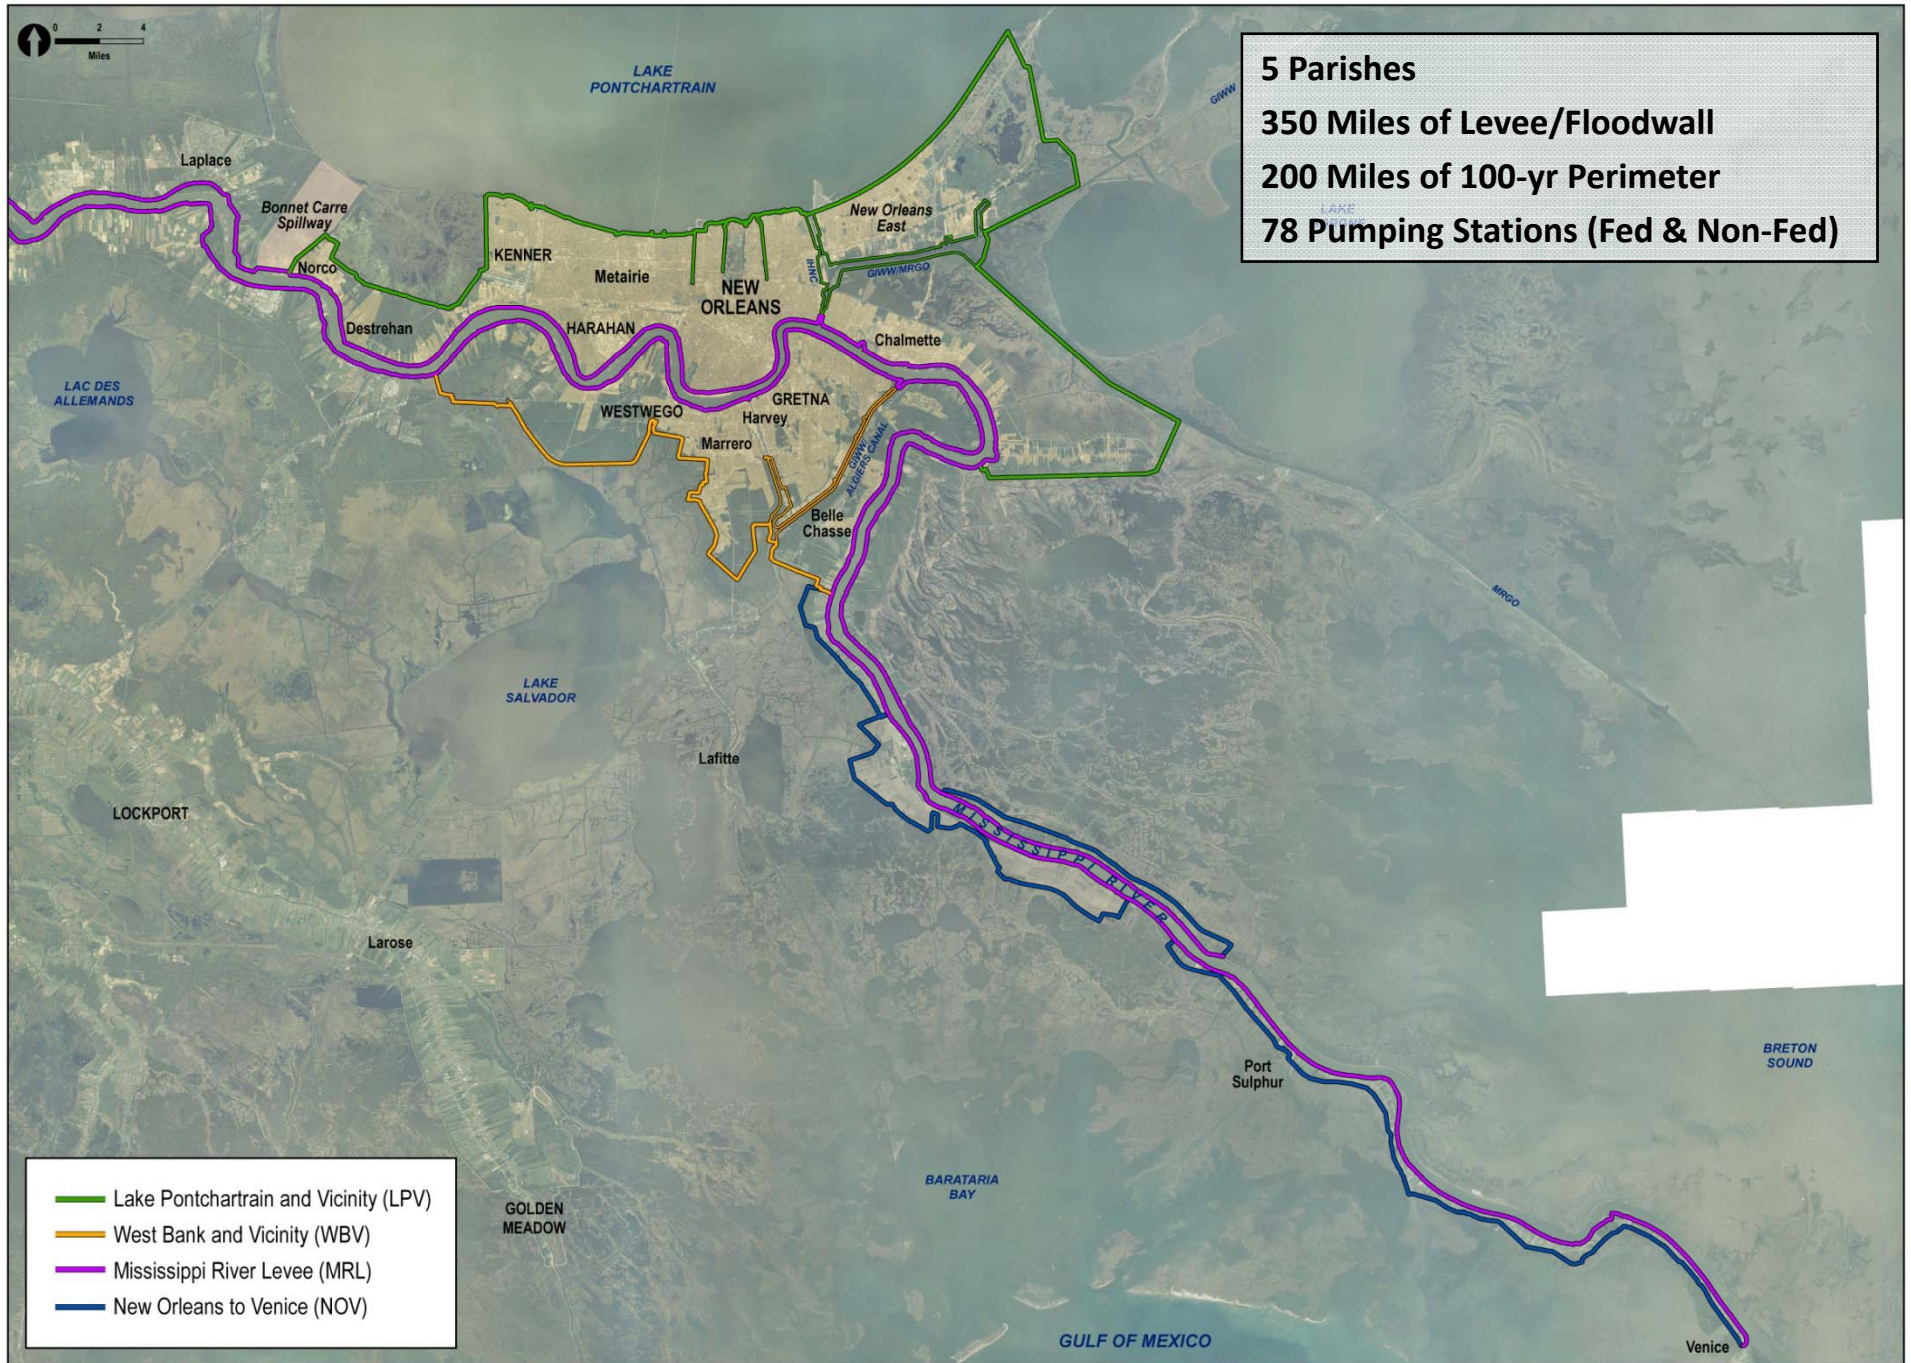 0 2 4
Miles
LAKE
PONTCHARTRAIN
GIWW
5 Parishes
350 Miles of Levee/Floodwall
200 Miles of 100-yr Perimeter
LAKE
78 Pumping Stations (Fed & Non-Fed)
Laplace
Bonnet Carre
Spillway
Norco
KENNER
Metairie
NEW
ORLEANS
New Orleans
East
IHNC
GIWW/MRGO
Destrehan
HARAHAN
Chalmette
LAC DES
ALLEMANDS
WESTWEGO
GRETNA
Harvey
Marrero
GIWW/
ALGIERS CANAL
Belle
Chasse
MRGO
LAKE
SALVADOR
Lafitte
LOCKPORT
MISSISSIPPI RIVER
Larose
Port
Sulphur
BRETON
SOUND
BARATARIA
BAY
GOLDEN
MEADOW
Lake Pontchartrain and Vicinity (LPV)
West Bank and Vicinity (WBV)
Mississippi River Levee (MRL)
New Orleans to Venice (NOV)
GULF OF MEXICO
Venice